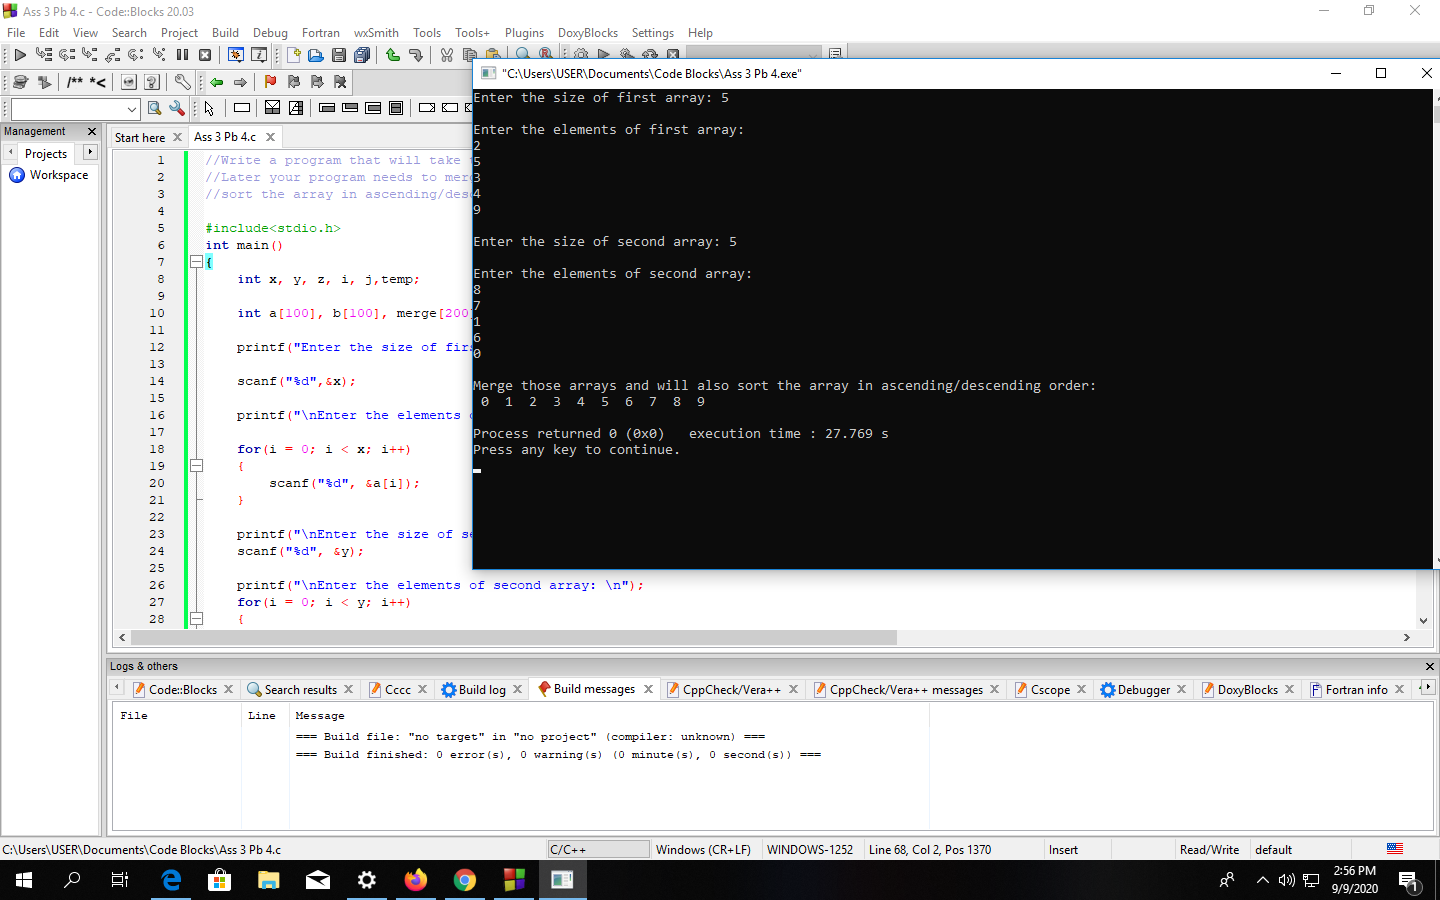 Ass 3 Pb 4.c - Code::Blocks 20.03
File Edit View Search Project Build Debug Fortran wxSmith Tools Tools+ Plugins DoxyBlocks Settings Help
/** *<
Management
Projects
Workspace
Start here
Ass 3 Pb 4.c
1 //Write a program that will take
2 //Later your program needs to mer
3 //sort the array in ascending/des
4
5 #include<stdio.h>
6 int main()
7 {
8 int x, y, z, i, j,temp;
9
10 int a[100], b[100], merge[200]
11
12 printf("Enter the size of firs
13
14 scanf("%d",&x);
15
16 printf("\nEnter the elements o
17
18 for(i = 0; i < x; i++)
19 {
20 scanf("%d", &a[i]);
21 }
22
23 printf("\nEnter the size of se
24 scanf("%d", &y);
25
26 printf("\nEnter the elements of second array: \n");
27 for(i = 0; i < y; i++)
28 {
"C:\Users\USER\Documents\Code Blocks\Ass 3 Pb 4.exe"
Enter the size of first array: 5
Enter the elements of first array:
2
5
3
4
9
Enter the size of second array: 5
Enter the elements of second array:
8
7
1
6
0
Merge those arrays and will also sort the array in ascending/descending order:
0 1 2 3 4 5 6 7 8 9
Process returned 0 (0x0) execution time : 27.769 s
Press any key to continue.
Logs & others
Code::Blocks Search results Cccc Build log Build messages CppCheck/Vera++ CppCheck/Vera++ messages Cscope Debugger DoxyBlocks Fortran info
File Line Message
=== Build file: "no target" in "no project" (compiler: unknown) ===
=== Build finished: 0 error(s), 0 warning(s) (0 minute(s), 0 second(s)) ===
C:\Users\USER\Documents\Code Blocks\Ass 3 Pb 4.c C/C++ Windows (CR+LF) WINDOWS-1252 Line 68, Col 2, Pos 1370 Insert Read/Write default
2:56 PM
9/9/2020
1